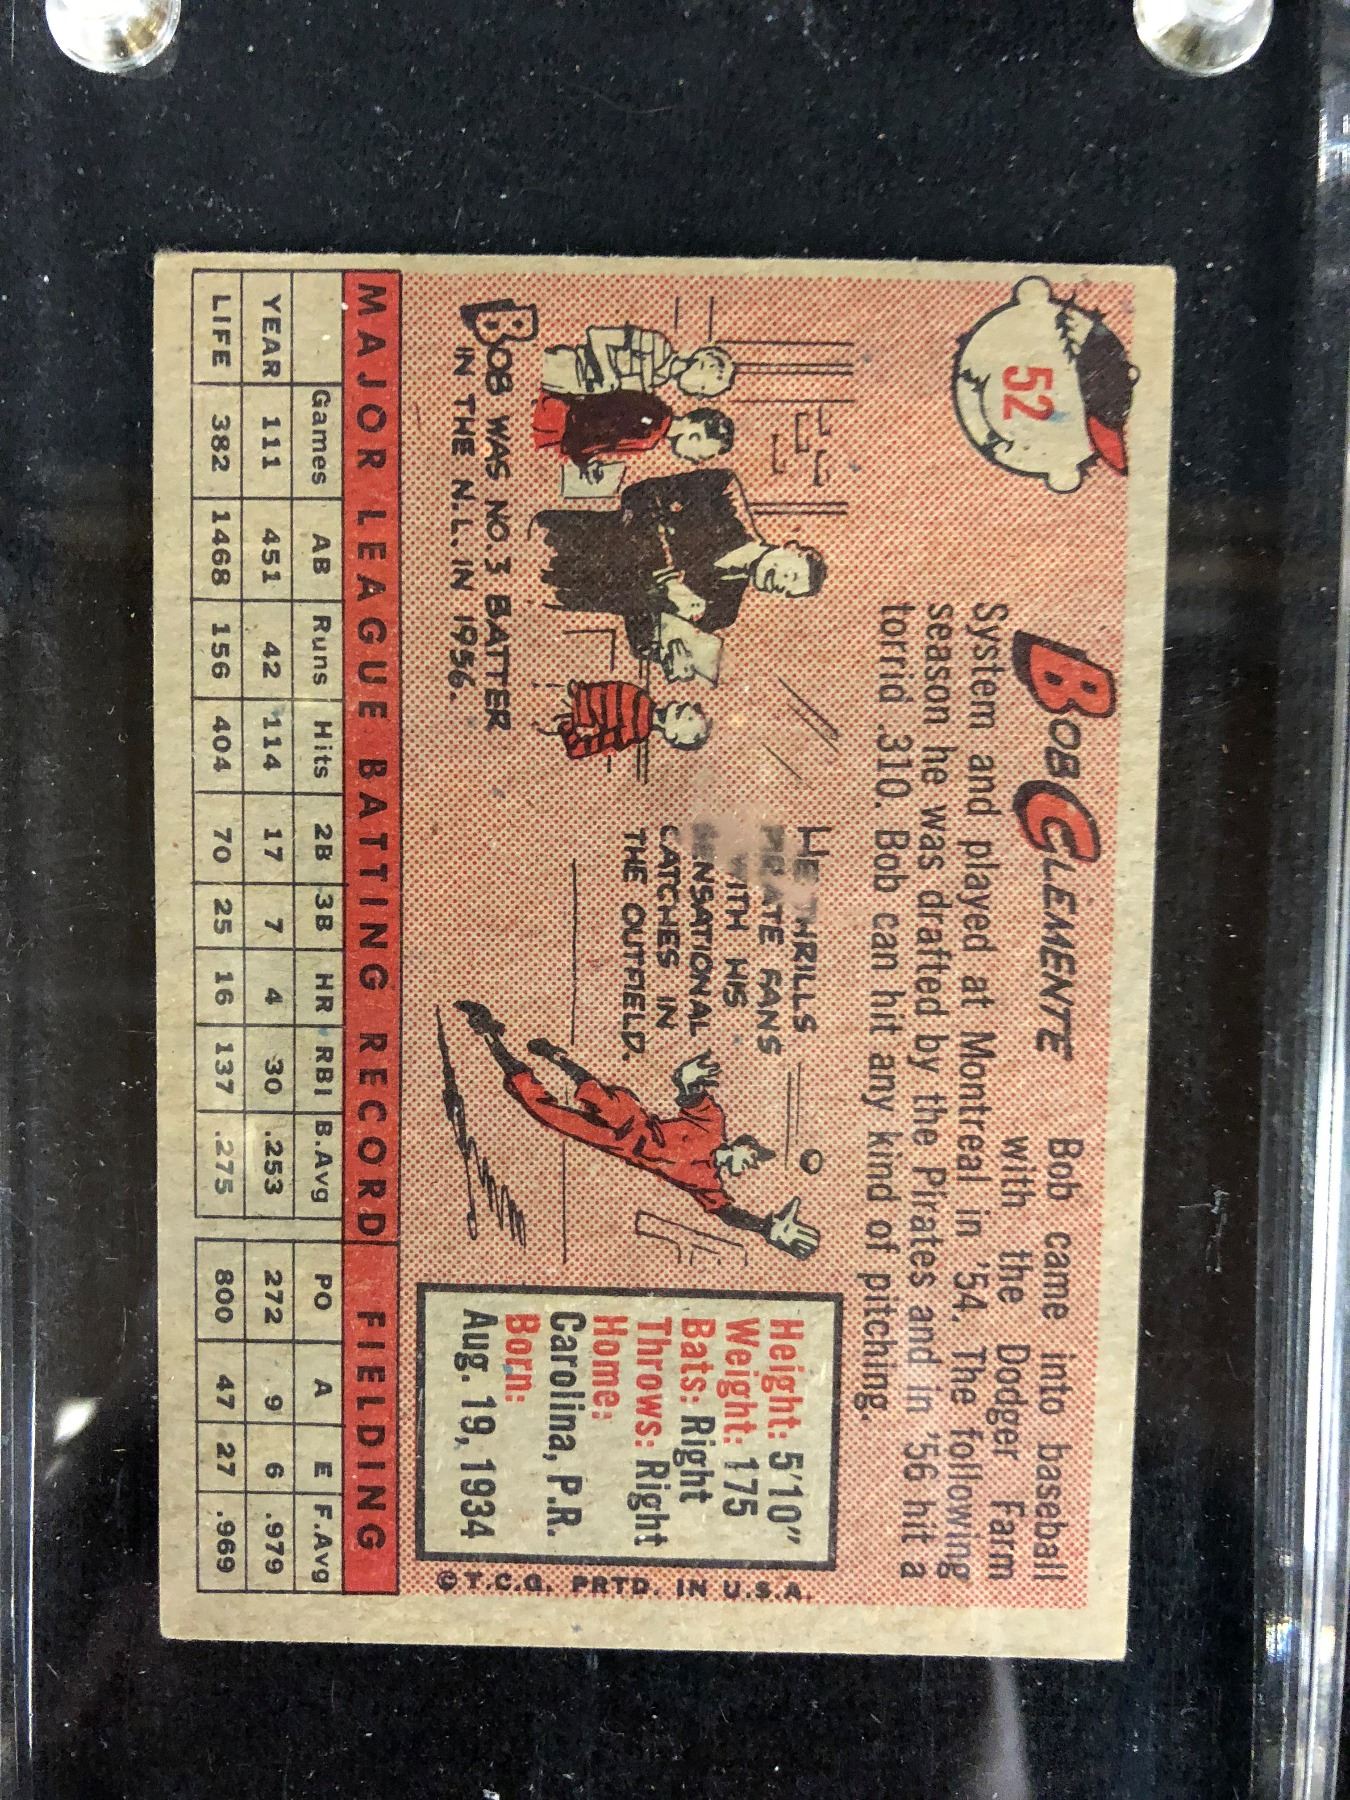 52
BOB CLEMENTE
Bob came into baseball
with the Dodger Farm
System and played at Montreal in '54. The following
season he was drafted by the Pirates and in '56 hit a
torrid .310. Bob can hit any kind of pitching.
BOB WAS NO.3 BATTER
IN THE N.L. IN 1956.
HE THRILLS
PIRATE FANS
WITH HIS
SENSATIONAL
CATCHES IN
THE OUTFIELD.
Height: 5'10"
Weight: 175
Bats: Right
Throws: Right
Home:
Carolina, P.R.
Born:
Aug. 19, 1934
©T.C.G. PRTD. IN U.S.A.
MAJOR LEAGUE BATTING RECORD FIELDING
Games AB Runs Hits 2B 3B HR RBI B.Avg PO A E F.Avg
YEAR 111 451 42 114 17 7 4 30 .253 272 9 6 .979
LIFE 382 1468 156 404 70 25 16 137 .275 800 47 27 .969